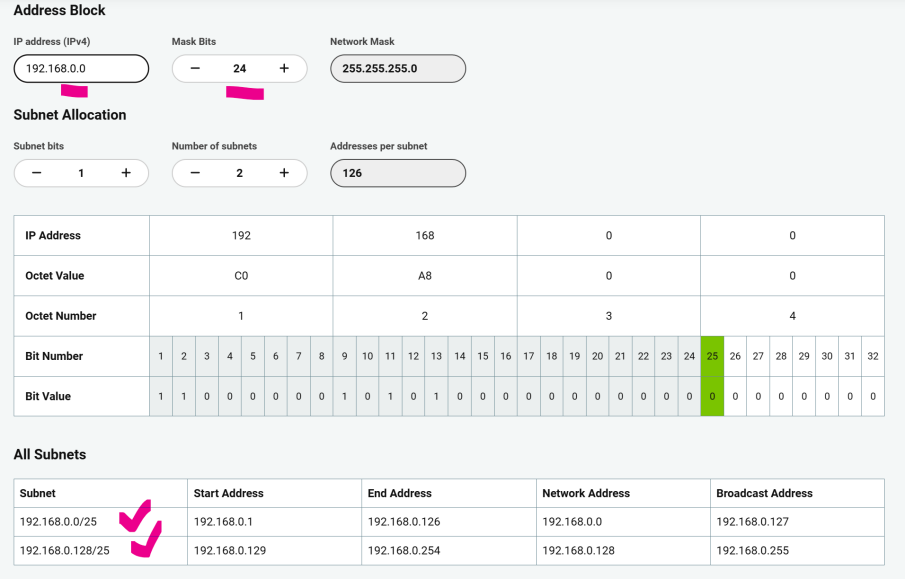 Address Block
IP address (IPv4) Mask Bits Network Mask
192.168.0.0 − 24 + 255.255.255.0
Subnet Allocation
Subnet bits Number of subnets Addresses per subnet
− 1 + − 2 + 126
IP Address 192 168 0 0
Octet Value C0 A8 0 0
Octet Number 1 2 3 4
Bit Number 1 2 3 4 5 6 7 8 9 10 11 12 13 14 15 16 17 18 19 20 21 22 23 24 25 26 27 28 29 30 31 32
Bit Value 1 1 0 0 0 0 0 0 1 0 1 0 1 0 0 0 0 0 0 0 0 0 0 0 0 0 0 0 0 0 0 0
All Subnets
Subnet Start Address End Address Network Address Broadcast Address
192.168.0.0/25 192.168.0.1 192.168.0.126 192.168.0.0 192.168.0.127
192.168.0.128/25 192.168.0.129 192.168.0.254 192.168.0.128 192.168.0.255